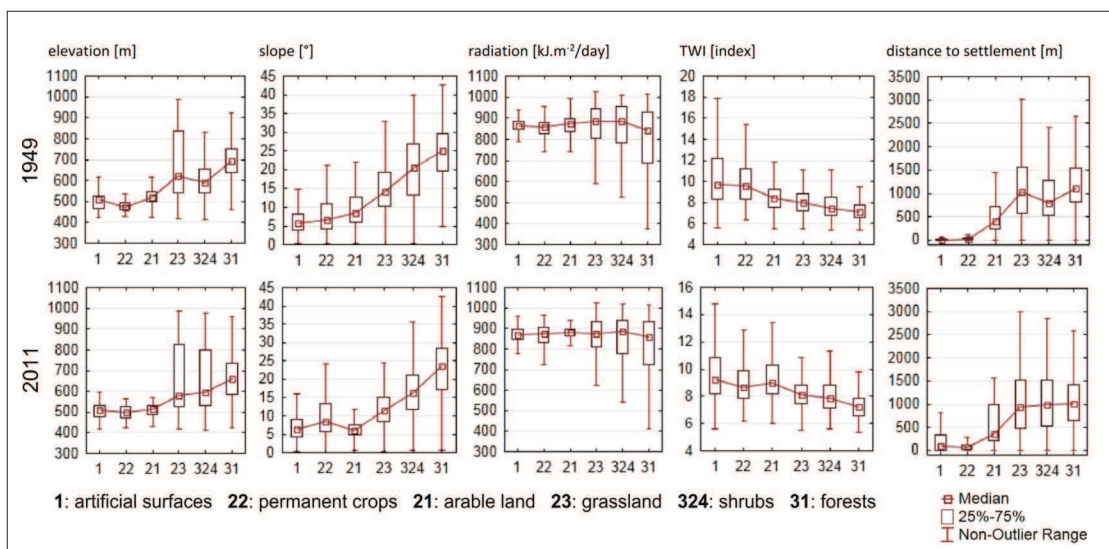 elevation [m] slope [°] radiation [kJ.m⁻²/day] TWI [index] distance to settlement [m]
1949
1100 45 1100 20 3500
1000 40 1000 18 3000
900 35 900 16 2500
800 30 800 14 2000
700 25 700 12 1500
600 20 600 10 1000
500 15 500 8 500
400 10 400 6 0
300 5 300 4
0
1 22 21 23 324 31 1 22 21 23 324 31 1 22 21 23 324 31 1 22 21 23 324 31 1 22 21 23 324 31
2011
1100 45 1100 16 3500
1000 40 1000 14 3000
900 35 900 12 2500
800 30 800 10 2000
700 25 700 8 1500
600 20 600 6 1000
500 15 500 4 500
400 10 400 0
300 5 300
0
1 22 21 23 324 31 1 22 21 23 324 31 1 22 21 23 324 31 1 22 21 23 324 31 1 22 21 23 324 31
1: artificial surfaces 22: permanent crops 21: arable land 23: grassland 324: shrubs 31: forests
Median
25%-75%
Non-Outlier Range